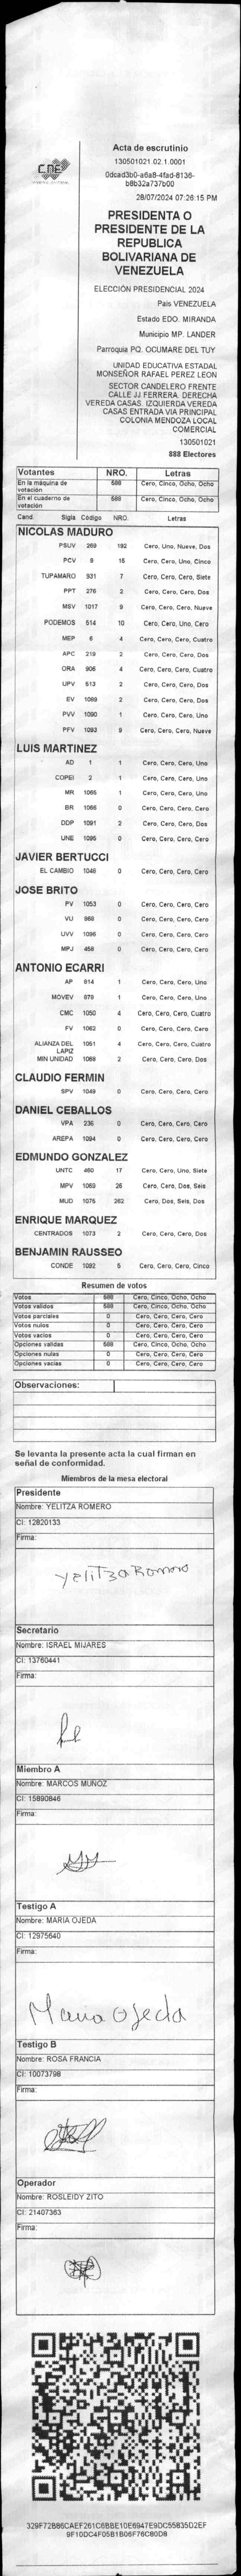 CNE
Acta de escrutinio
130501021.02.1.0001
0dcad3b0-a6a8-4fad-8136-
b8b32a737b00
28/07/2024 07:26:15 PM
PRESIDENTA O
PRESIDENTE DE LA
REPUBLICA
BOLIVARIANA DE
VENEZUELA
ELECCIÓN PRESIDENCIAL 2024
País VENEZUELA
Estado EDO. MIRANDA
Municipio MP. LANDER
Parroquia PQ. OCUMARE DEL TUY
UNIDAD EDUCATIVA ESTADAL
MONSEÑOR RAFAEL PEREZ LEON
SECTOR CANDELERO FRENTE
CALLE JJ FERRERA. DERECHA
VEREDA CASAS. IZQUIERDA VEREDA
CASAS ENTRADA VIA PRINCIPAL
COLONIA MENDOZA LOCAL
COMERCIAL
130501021
888 Electores
Votantes NRO. Letras
En la máquina de votación 588 Cero, Cinco, Ocho, Ocho
En el cuaderno de votación 588 Cero, Cinco, Ocho, Ocho
Cand. Sigla Código NRO. Letras
NICOLAS MADURO
PSUV 269 192 Cero, Uno, Nueve, Dos
PCV 9 15 Cero, Cero, Uno, Cinco
TUPAMARO 931 7 Cero, Cero, Cero, Siete
PPT 276 2 Cero, Cero, Cero, Dos
MSV 1017 9 Cero, Cero, Cero, Nueve
PODEMOS 514 10 Cero, Cero, Uno, Cero
MEP 6 4 Cero, Cero, Cero, Cuatro
APC 219 2 Cero, Cero, Cero, Dos
ORA 906 4 Cero, Cero, Cero, Cuatro
UPV 513 2 Cero, Cero, Cero, Dos
EV 1089 2 Cero, Cero, Cero, Dos
PVV 1090 1 Cero, Cero, Cero, Uno
PFV 1093 9 Cero, Cero, Cero, Nueve
LUIS MARTINEZ
AD 1 1 Cero, Cero, Cero, Uno
COPEI 2 1 Cero, Cero, Cero, Uno
MR 1065 1 Cero, Cero, Cero, Uno
BR 1066 0 Cero, Cero, Cero, Cero
DDP 1091 2 Cero, Cero, Cero, Dos
UNE 1095 0 Cero, Cero, Cero, Cero
JAVIER BERTUCCI
EL CAMBIO 1048 0 Cero, Cero, Cero, Cero
JOSE BRITO
PV 1053 0 Cero, Cero, Cero, Cero
VU 868 0 Cero, Cero, Cero, Cero
UVV 1096 0 Cero, Cero, Cero, Cero
MPJ 458 0 Cero, Cero, Cero, Cero
ANTONIO ECARRI
AP 814 1 Cero, Cero, Cero, Uno
MOVEV 879 1 Cero, Cero, Cero, Uno
CMC 1050 4 Cero, Cero, Cero, Cuatro
FV 1062 0 Cero, Cero, Cero, Cero
ALIANZA DEL LAPIZ 1051 4 Cero, Cero, Cero, Cuatro
MIN UNIDAD 1068 2 Cero, Cero, Cero, Dos
CLAUDIO FERMIN
SPV 1049 0 Cero, Cero, Cero, Cero
DANIEL CEBALLOS
VPA 236 0 Cero, Cero, Cero, Cero
AREPA 1094 0 Cero, Cero, Cero, Cero
EDMUNDO GONZALEZ
UNTC 460 17 Cero, Cero, Uno, Siete
MPV 1069 26 Cero, Cero, Dos, Seis
MUD 1075 262 Cero, Dos, Seis, Dos
ENRIQUE MARQUEZ
CENTRADOS 1073 2 Cero, Cero, Cero, Dos
BENJAMIN RAUSSEO
CONDE 1092 5 Cero, Cero, Cero, Cinco
Resumen de votos
Votos 588 Cero, Cinco, Ocho, Ocho
Votos validos 588 Cero, Cinco, Ocho, Ocho
Votos parciales 0 Cero, Cero, Cero, Cero
Votos nulos 0 Cero, Cero, Cero, Cero
Votos vacios 0 Cero, Cero, Cero, Cero
Opciones validas 588 Cero, Cinco, Ocho, Ocho
Opciones nulas 0 Cero, Cero, Cero, Cero
Opciones vacias 0 Cero, Cero, Cero, Cero
Observaciones:
Se levanta la presente acta la cual firman en
señal de conformidad.
Miembros de la mesa electoral
Presidente
Nombre: YELITZA ROMERO
CI: 12820133
Firma:
Yelitza Romero
Secretario
Nombre: ISRAEL MIJARES
CI: 13760441
Firma:
Miembro A
Nombre: MARCOS MUÑOZ
CI: 15890846
Firma:
Testigo A
Nombre: MARIA OJEDA
CI: 12975640
Firma:
Maria Ojeda
Testigo B
Nombre: ROSA FRANCIA
CI: 10073798
Firma:
Operador
Nombre: ROSLEIDY ZITO
CI: 21407363
Firma:
329F72B86CAEF261C6BBE10E6947E9DC55835D2EF
9F10DC4F05B1B06F76C80D8